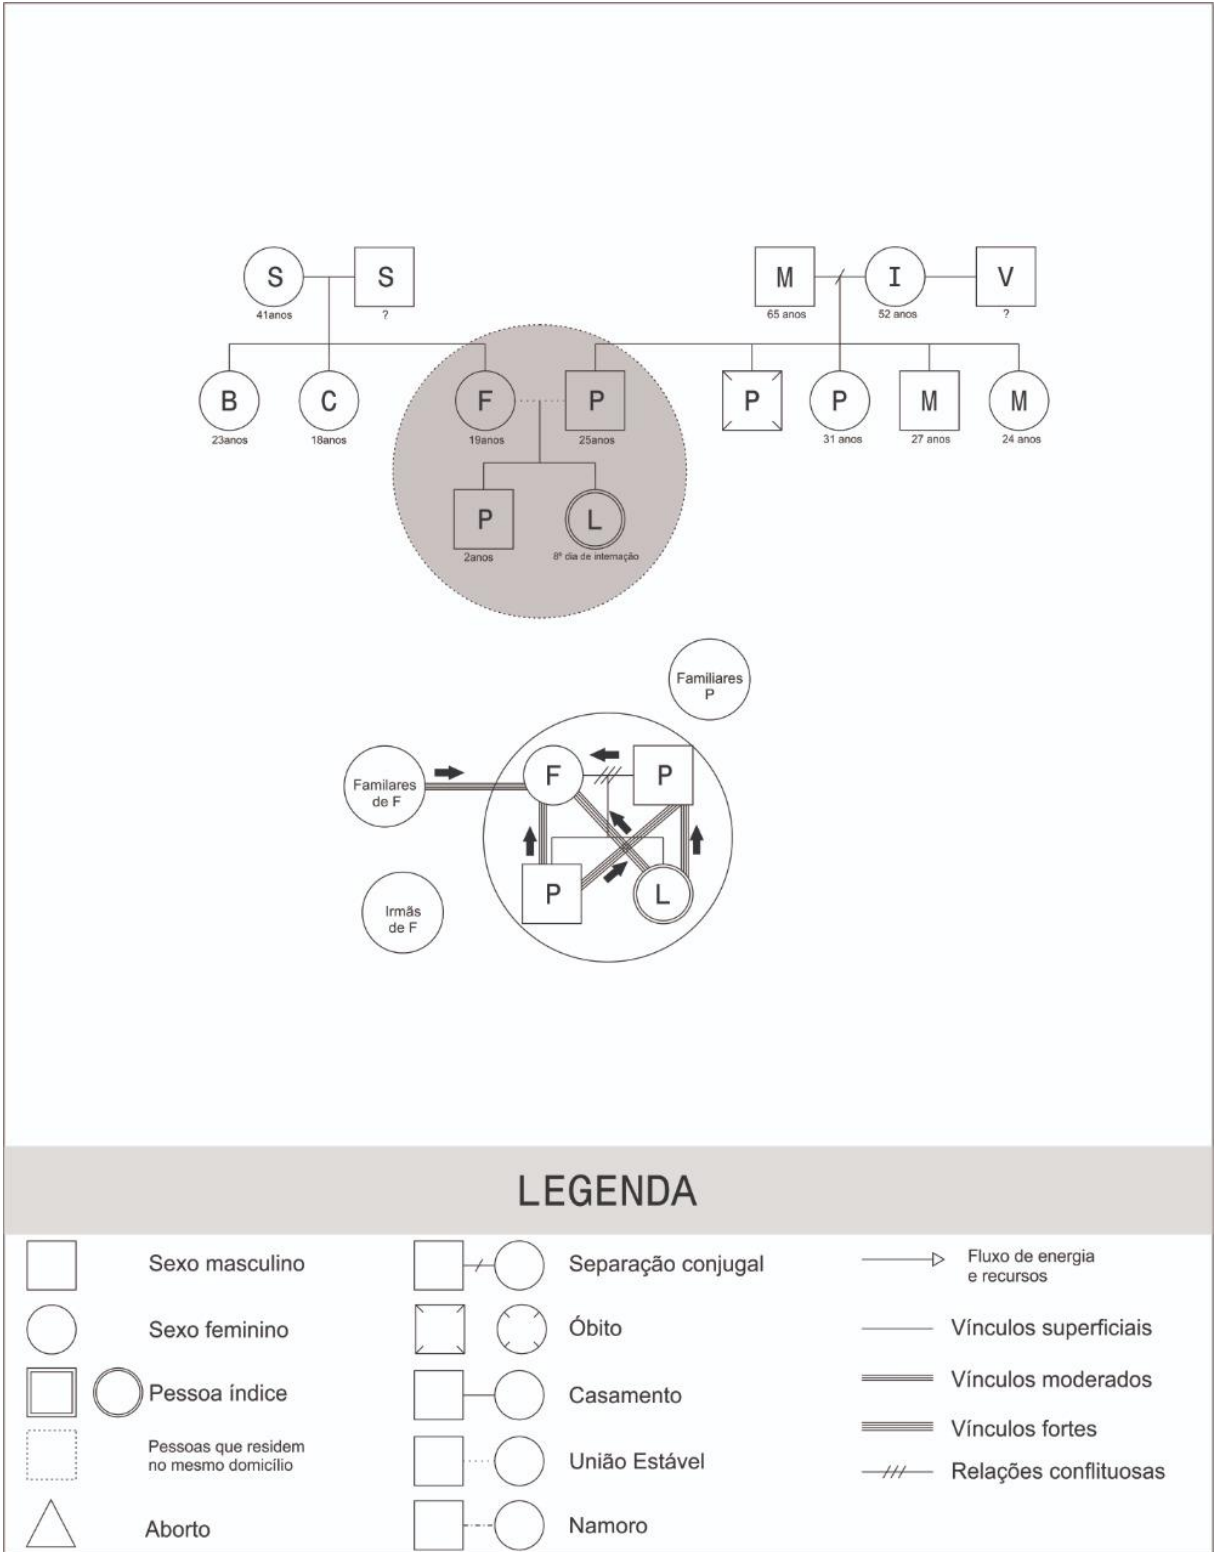 S
S
M
I
V
41anos
?
65 anos
52 anos
?
B
C
F
P
P
P
M
M
23anos
18anos
19anos
25anos
31 anos
27 anos
24 anos
P
L
2anos
8º dia de internação
Familiares
P
F
P
Familares
de F
P
L
Irmãs
de F
LEGENDA
Sexo masculino
Sexo feminino
Pessoa índice
Pessoas que residem
no mesmo domicílio
Aborto
Separação conjugal
Óbito
Casamento
União Estável
Namoro
Fluxo de energia
e recursos
Vínculos superficiais
Vínculos moderados
Vínculos fortes
Relações conflituosas